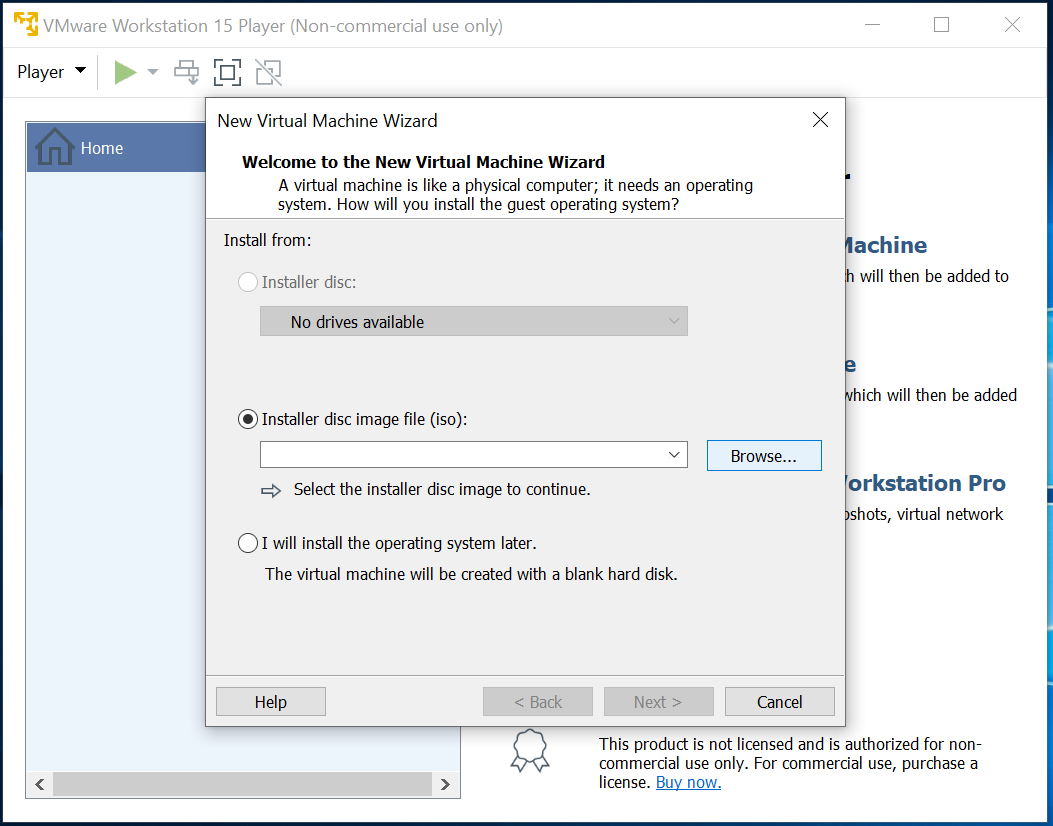 VMware Workstation 15 Player (Non-commercial use only)
Player
Home
New Virtual Machine Wizard
Welcome to the New Virtual Machine Wizard
A virtual machine is like a physical computer; it needs an operating
system. How will you install the guest operating system?
Install from:
Installer disc:
No drives available
Installer disc image file (iso):
Browse...
Select the installer disc image to continue.
I will install the operating system later.
The virtual machine will be created with a blank hard disk.
Help
< Back
Next >
Cancel
Machine
will then be added to
which will then be added
Workstation Pro
virtual network
This product is not licensed and is authorized for non-
commercial use only. For commercial use, purchase a
license. Buy now.